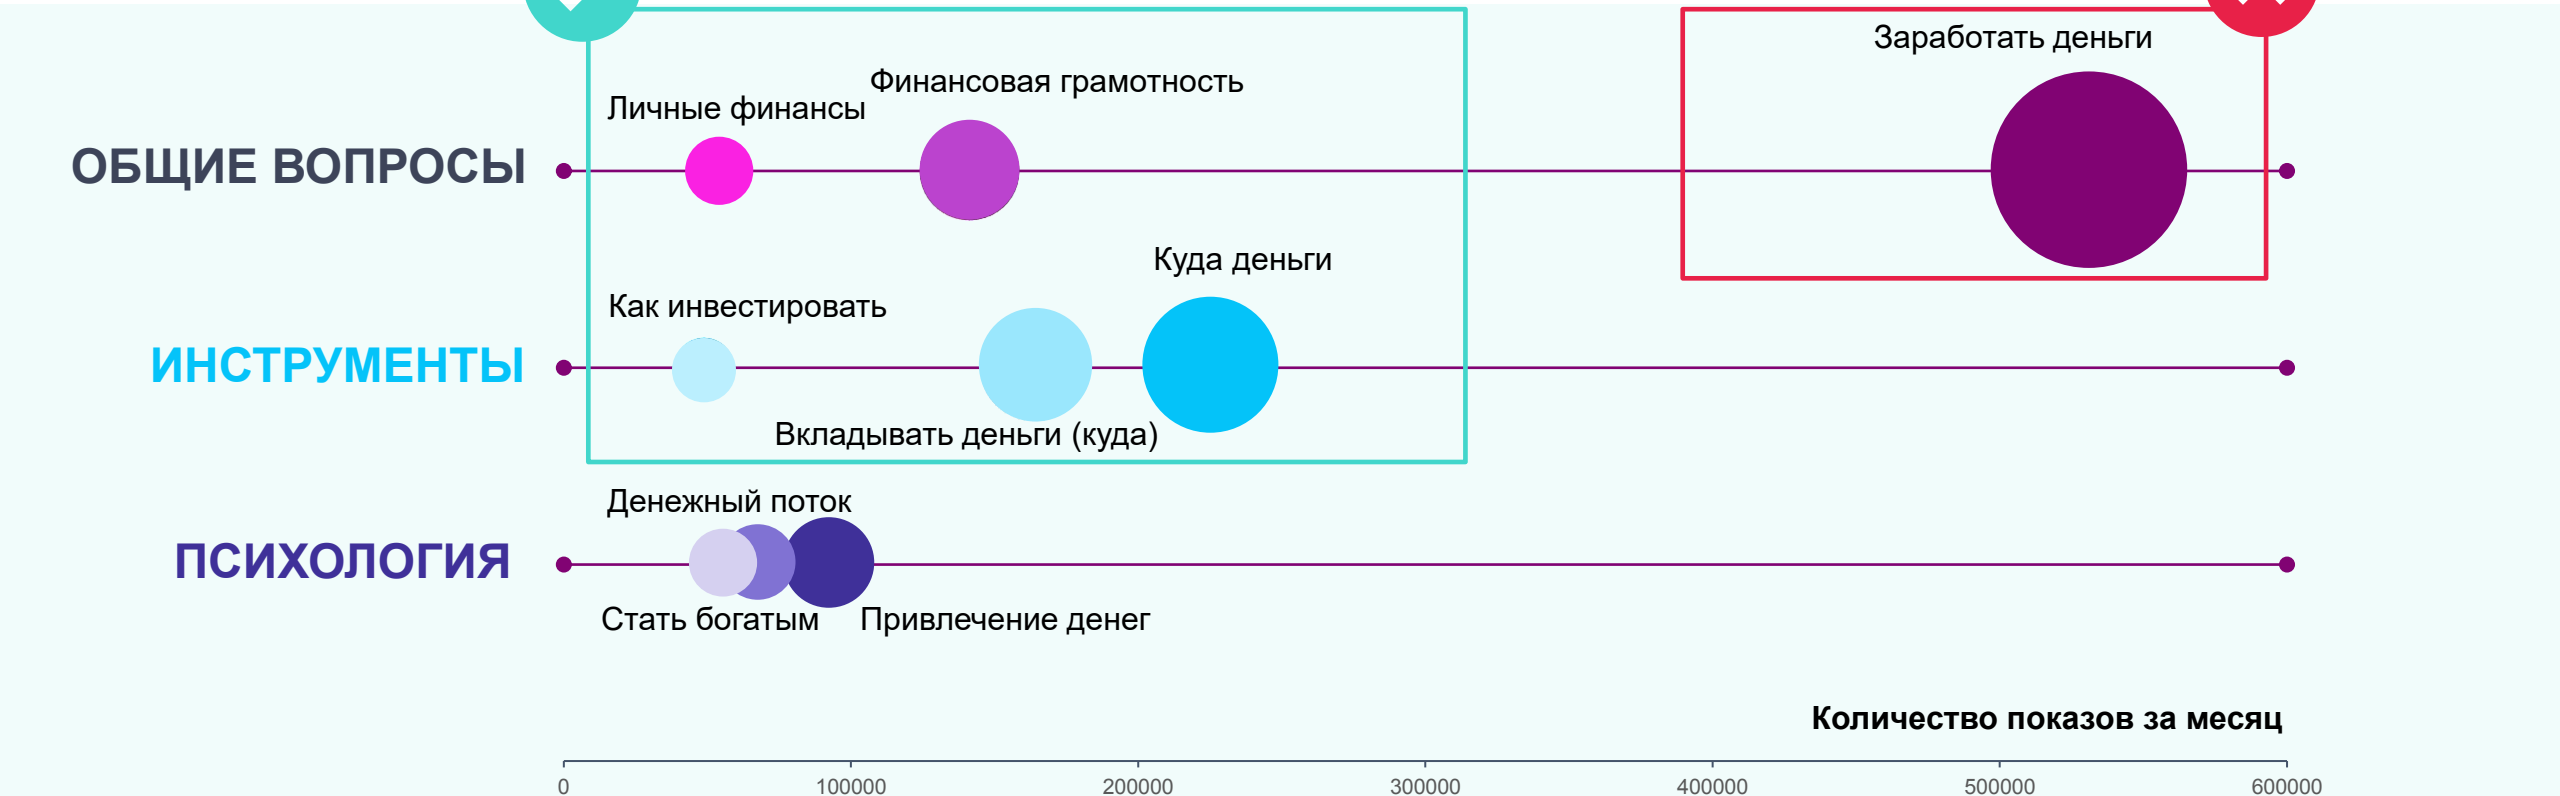 Заработать деньги
Финансовая грамотность
Личные финансы
ОБЩИЕ ВОПРОСЫ
Куда деньги
Как инвестировать
ИНСТРУМЕНТЫ
Вкладывать деньги (куда)
Денежный поток
ПСИХОЛОГИЯ
Стать богатым
Привлечение денег
Количество показов за месяц
0 100000 200000 300000 400000 500000 600000